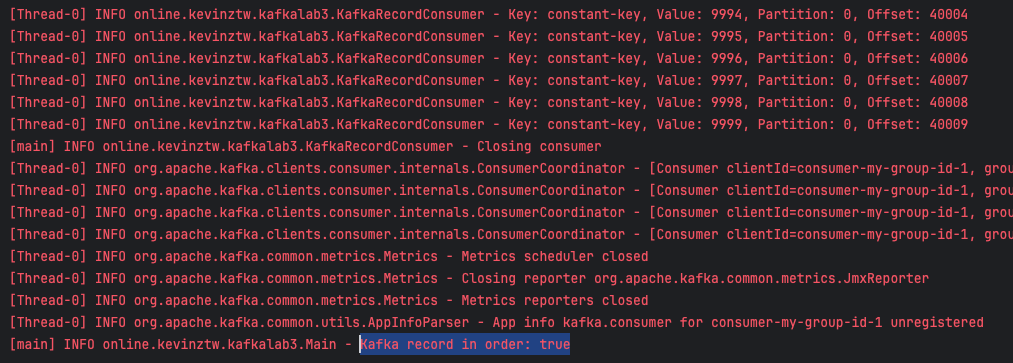 [Thread-0] INFO online.kevinztw.kafkalab3.KafkaRecordConsumer - Key: constant-key, Value: 9994, Partition: 0, Offset: 40004
[Thread-0] INFO online.kevinztw.kafkalab3.KafkaRecordConsumer - Key: constant-key, Value: 9995, Partition: 0, Offset: 40005
[Thread-0] INFO online.kevinztw.kafkalab3.KafkaRecordConsumer - Key: constant-key, Value: 9996, Partition: 0, Offset: 40006
[Thread-0] INFO online.kevinztw.kafkalab3.KafkaRecordConsumer - Key: constant-key, Value: 9997, Partition: 0, Offset: 40007
[Thread-0] INFO online.kevinztw.kafkalab3.KafkaRecordConsumer - Key: constant-key, Value: 9998, Partition: 0, Offset: 40008
[Thread-0] INFO online.kevinztw.kafkalab3.KafkaRecordConsumer - Key: constant-key, Value: 9999, Partition: 0, Offset: 40009
[main] INFO online.kevinztw.kafkalab3.KafkaRecordConsumer - Closing consumer
[Thread-0] INFO org.apache.kafka.clients.consumer.internals.ConsumerCoordinator - [Consumer clientId=consumer-my-group-id-1, grou
[Thread-0] INFO org.apache.kafka.clients.consumer.internals.ConsumerCoordinator - [Consumer clientId=consumer-my-group-id-1, grou
[Thread-0] INFO org.apache.kafka.clients.consumer.internals.ConsumerCoordinator - [Consumer clientId=consumer-my-group-id-1, grou
[Thread-0] INFO org.apache.kafka.clients.consumer.internals.ConsumerCoordinator - [Consumer clientId=consumer-my-group-id-1, grou
[Thread-0] INFO org.apache.kafka.common.metrics.Metrics - Metrics scheduler closed
[Thread-0] INFO org.apache.kafka.common.metrics.Metrics - Closing reporter org.apache.kafka.common.metrics.JmxReporter
[Thread-0] INFO org.apache.kafka.common.metrics.Metrics - Metrics reporters closed
[Thread-0] INFO org.apache.kafka.common.utils.AppInfoParser - App info kafka.consumer for consumer-my-group-id-1 unregistered
[main] INFO online.kevinztw.kafkalab3.Main - Kafka record in order: true